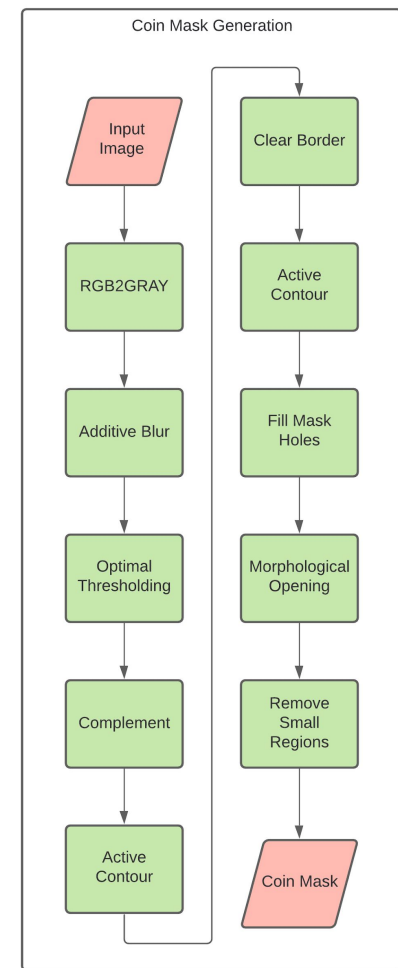 Coin Mask Generation
Input
Image
RGB2GRAY
Additive Blur
Optimal
Thresholding
Complement
Active
Contour
Clear Border
Active
Contour
Fill Mask
Holes
Morphological
Opening
Remove
Small
Regions
Coin Mask